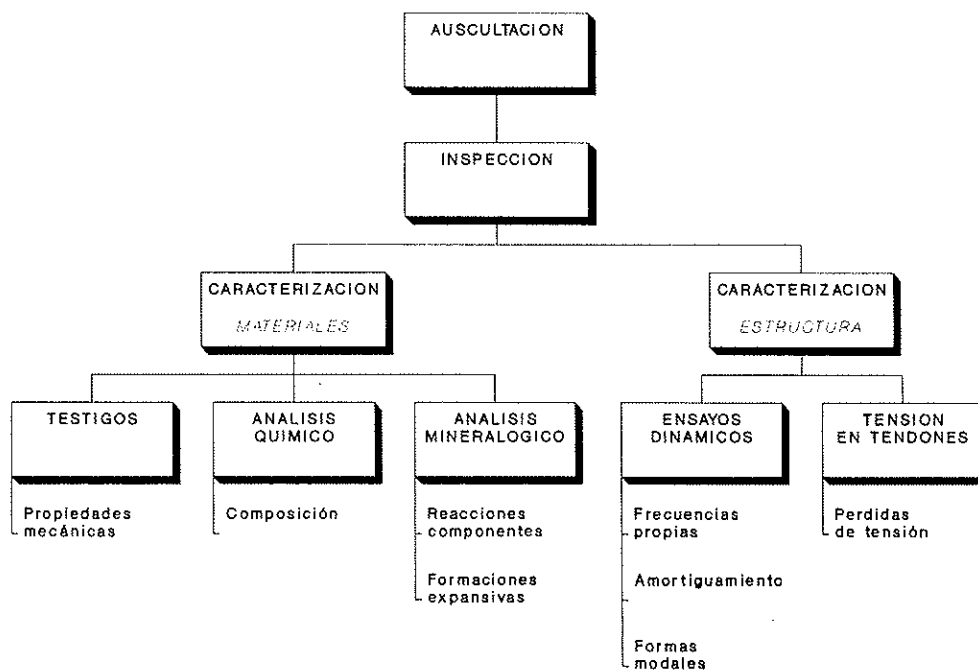 AUSCULTACION
INSPECCION
CARACTERIZACION
MATERIALES
CARACTERIZACION
ESTRUCTURA
TESTIGOS
ANALISIS
QUIMICO
ANALISIS
MINERALOGICO
ENSAYOS
DINAMICOS
TENSION
EN TENDONES
Propiedades
mecánicas
Composición
Reacciones
componentes
Formaciones
expansivas
Frecuencias
propias
Amortiguamiento
Formas
modales
Perdidas
de tensión